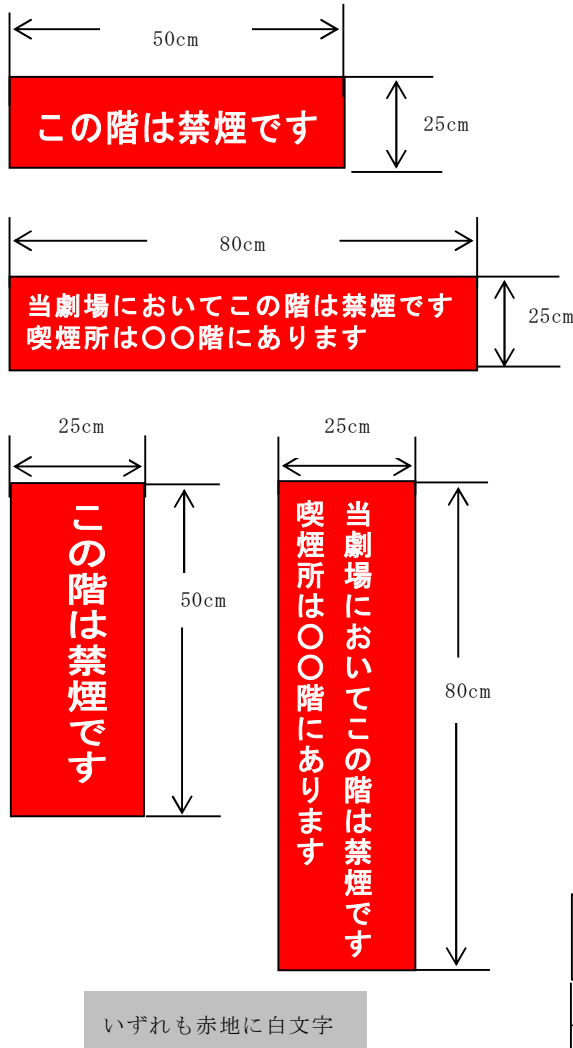 50cm
この階は禁煙です
25cm
80cm
当劇場においてこの階は禁煙です
喫煙所は〇〇階にあります
25cm
25cm
この階は禁煙です
50cm
25cm
当劇場においてこの階は禁煙です
喫煙所は〇〇階にあります
80cm
いずれも赤地に白文字